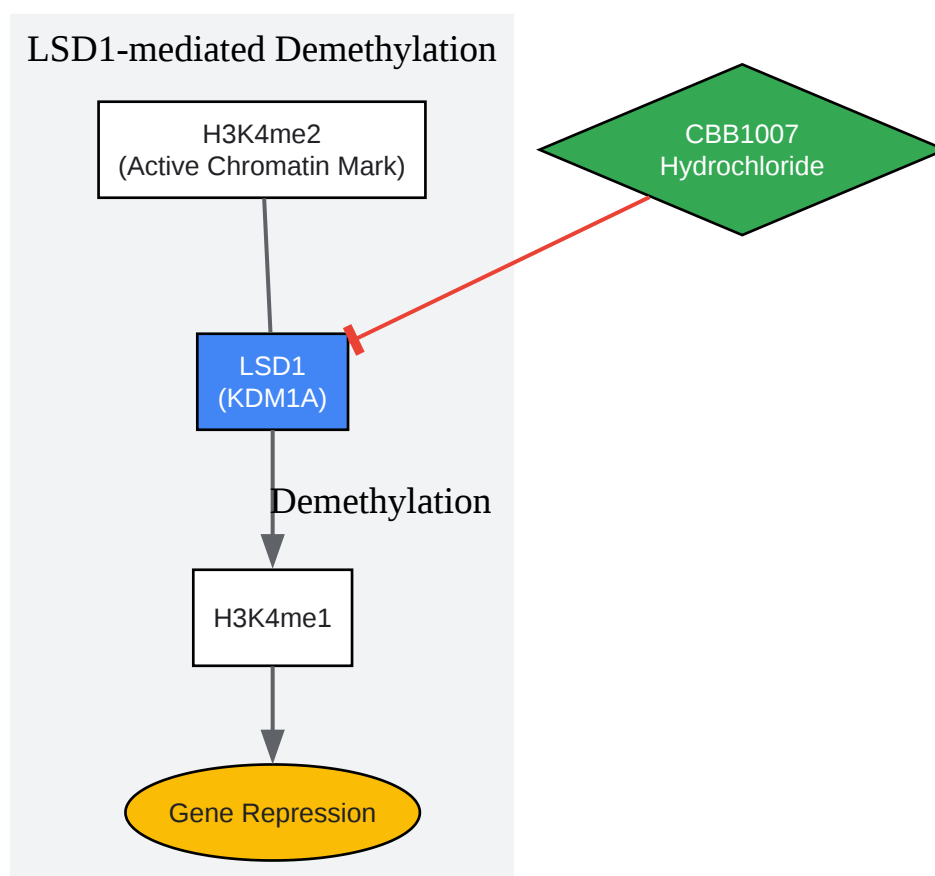 LSD1-mediated Demethylation
H3K4me2
(Active Chromatin Mark)
CBB1007
Hydrochloride
LSD1
(KDM1A)
Demethylation
H3K4me1
Gene Repression